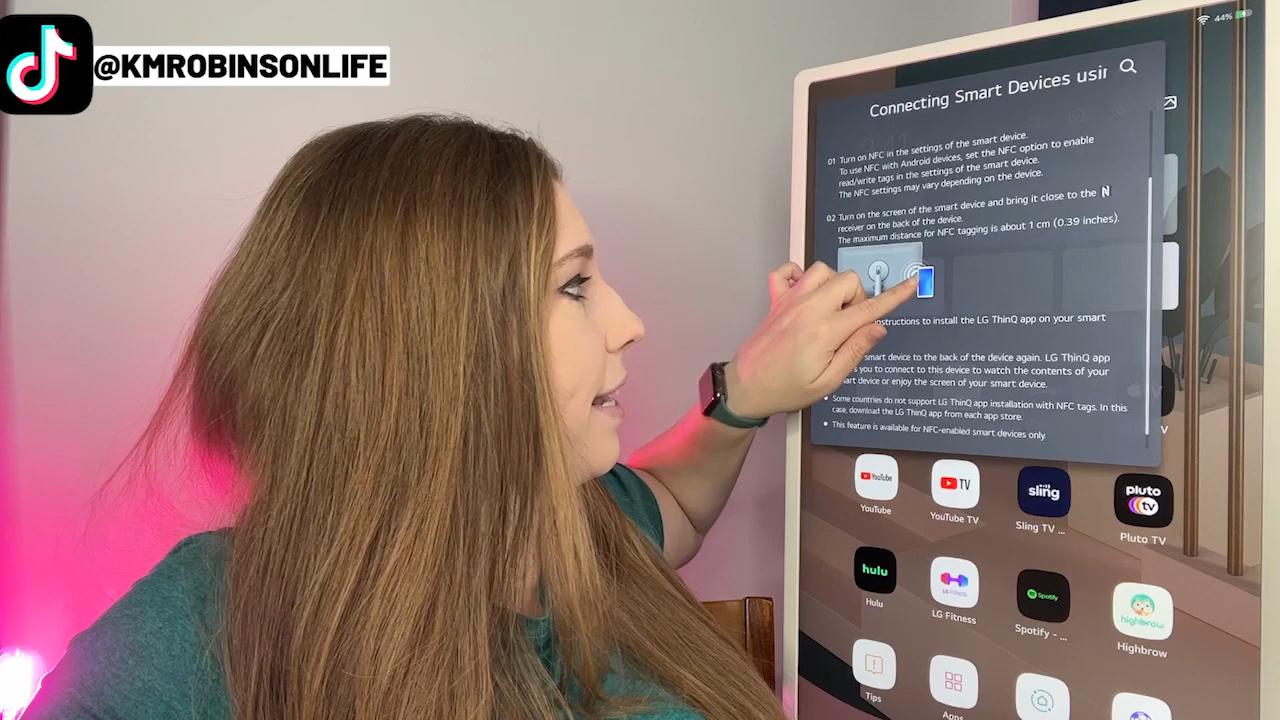 @KMROBINSONLIFE
44%
Connecting Smart Devices usin
01 Turn on NFC in the settings of the smart device.
To use NFC with Android devices, set the NFC option to enable
read/write tags in the settings of the smart device.
The NFC settings may vary depending on the device.
02 Turn on the screen of the smart device and bring it close to the N
receiver on the back of the device.
The maximum distance for NFC tagging is about 1 cm (0.39 inches).
instructions to install the LG ThinQ app on your smart
smart device to the back of the device again. LG ThinQ app
you to connect to this device to watch the contents of your
device or enjoy the screen of your smart device.
• Some countries do not support LG ThinQ app installation with NFC tags. In this
case, download the LG ThinQ app from each app store.
• This feature is available for NFC-enabled smart devices only.
YouTube
TV
sling
pluto
tv
YouTube
YouTube TV
Sling TV ...
Pluto TV
hulu
LG FITNESS
Spotify
highbrow
Hulu
LG Fitness
Spotify - ...
Highbrow
Tips
Apps